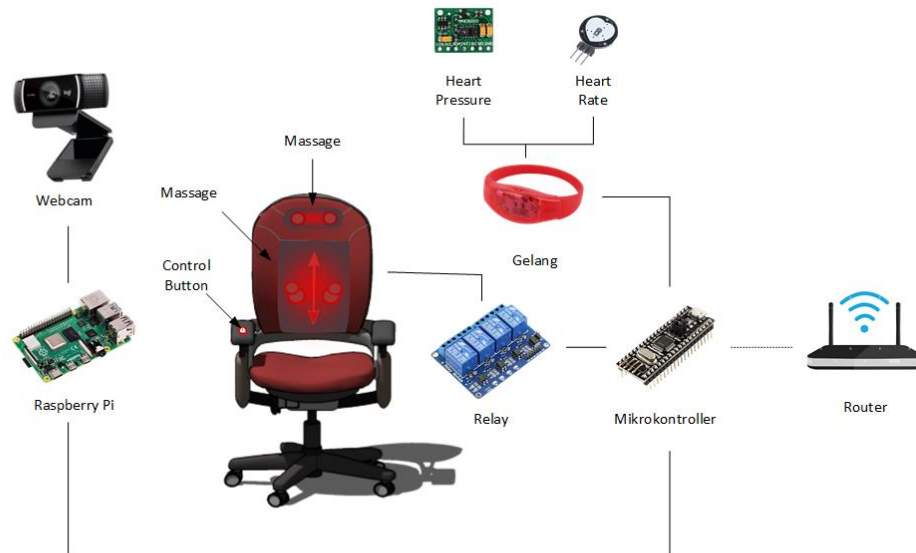 Heart
Pressure
Heart
Rate
Massage
Massage
Webcam
Control
Button
Gelang
Raspberry Pi
Relay
Mikrokontroller
Router